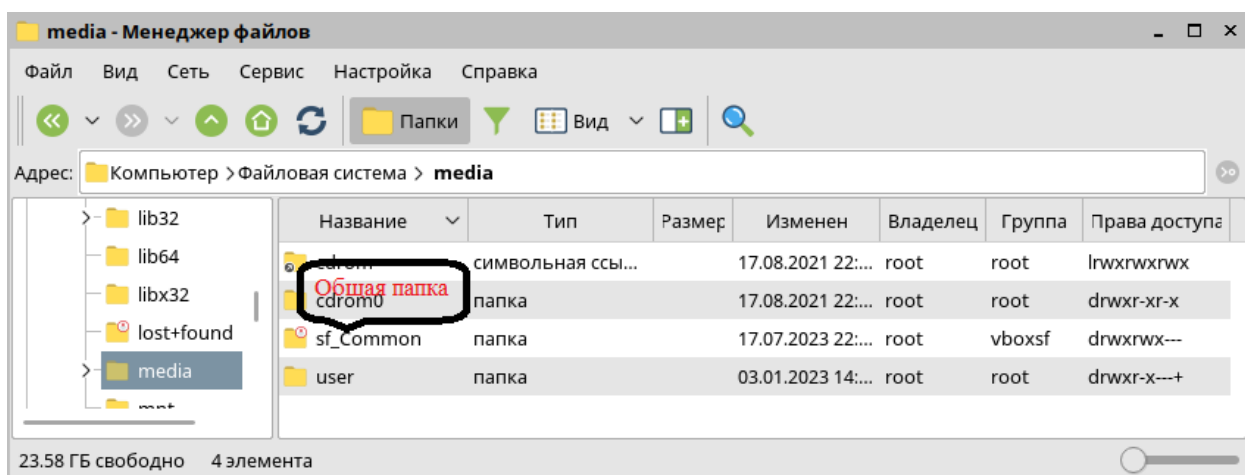 media - Менеджер файлов
Файл Вид Сеть Сервис Настройка Справка
Папки Вид
Адрес: Компьютер > Файловая система > media
lib32
lib64
libx32
lost+found
media
Название Тип Размер Изменен Владелец Группа Права доступа
cdrom символьная ссы... 17.08.2021 22:... root root lrwxrwxrwx
Общая папка
cdrom0 папка 17.08.2021 22:... root root drwxr-xr-x
sf_Common папка 17.07.2023 22:... root vboxsf drwxrwx---
user папка 03.01.2023 14:... root root drwxr-x---+
23.58 ГБ свободно 4 элемента